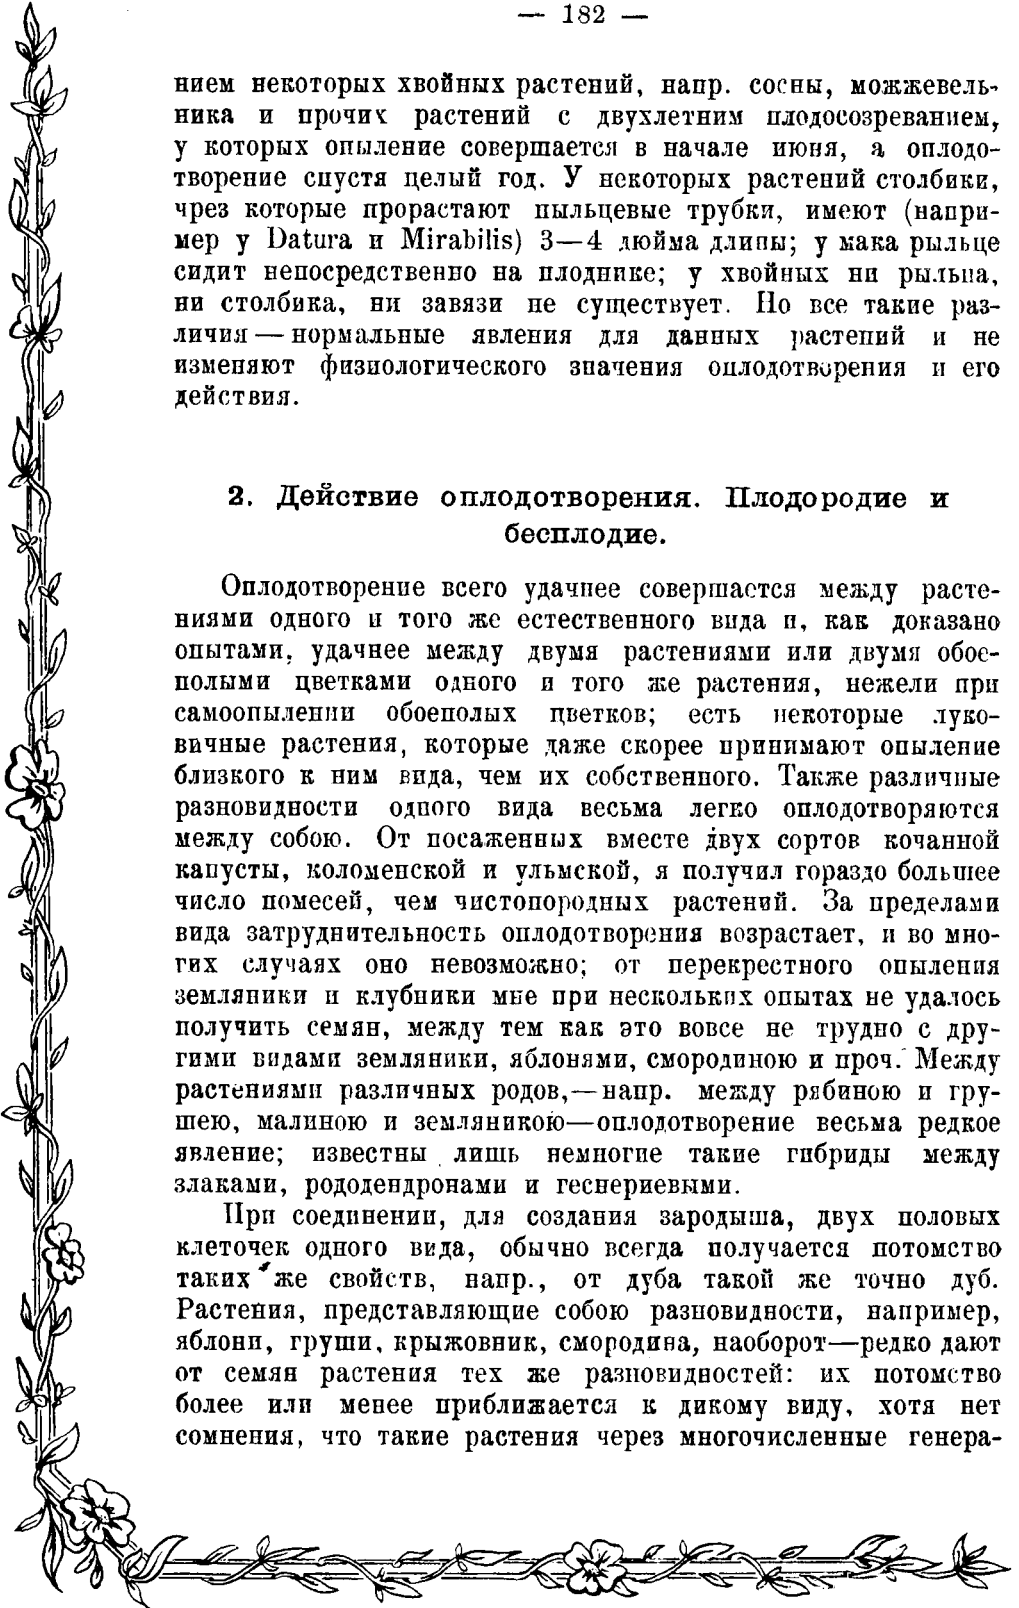 — 182 —
нием некоторых хвойных растений, напр. сосны, можжевель-
ника и прочих растений с двухлетним плодосозреванием,
у которых опыление совершается в начале июня, а оплодо-
творение спустя целый год. У некоторых растений столбики,
чрез которые прорастают пыльцевые трубки, имеют (напри-
мер у Datura и Mirabilis) 3—4 дюйма длины; у мака рыльце
сидит непосредственно на плоднике; у хвойных ни рыльца,
ни столбика, ни завязи не существует. Но все такие раз-
личия — нормальные явления для данных растений и не
изменяют физиологического значения оплодотворения и его
действия.
2. Действие оплодотворения. Плодородие и
бесплодие.
Оплодотворение всего удачнее совершается между расте-
ниями одного и того же естественного вида и, как доказано
опытами, удачнее между двумя растениями или двумя обое-
полыми цветками одного и того же растения, нежели при
самоопылении обоеполых цветков; есть некоторые луко-
вичные растения, которые даже скорее принимают опыление
близкого к ним вида, чем их собственного. Также различные
разновидности одного вида весьма легко оплодотворяются
между собою. От посаженных вместе двух сортов кочанной
капусты, коломенской и ульмской, я получил гораздо большее
число помесей, чем чистопородных растений. За пределами
вида затруднительность оплодотворения возрастает, и во мно-
гих случаях оно невозможно; от перекрестного опыления
земляники и клубники мне при нескольких опытах не удалось
получить семян, между тем как это вовсе не трудно с дру-
гими видами земляники, яблонями, смородиною и проч. Между
растениями различных родов,—напр. между рябиною и гру-
шею, малиною и земляникою—оплодотворение весьма редкое
явление; известны лишь немногие такие гибриды между
злаками, рододендронами и геснериевыми.
При соединении, для создания зародыша, двух половых
клеточек одного вида, обычно всегда получается потомство
таких же свойств, напр., от дуба такой же точно дуб.
Растения, представляющие собою разновидности, например,
яблони, груши, крыжовник, смородина, наоборот—редко дают
от семян растения тех же разновидностей: их потомство
более или менее приближается к дикому виду, хотя нет
сомнения, что такие растения через многочисленные генера-